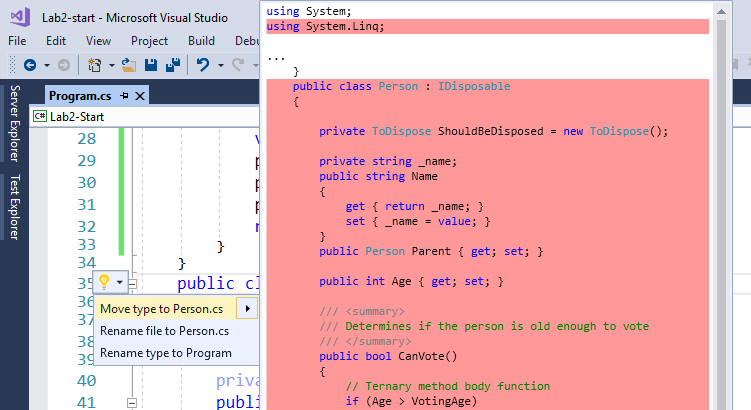 Lab2-start - Microsoft Visual Studio
File Edit View Project Build
Program.cs
C# Lab2-Start
Server Explorer
Test Explorer
28 v
29 p
30 p
31 p
32 r
33 }
34 }
35 public cl
36
37
38
39
40 priva
41 publi
Move type to Person.cs
Rename file to Person.cs
Rename type to Program
using System;
using System.Linq;
...
}
public class Person : IDisposable
{
private ToDispose ShouldBeDisposed = new ToDispose();
private string _name;
public string Name
{
get { return _name; }
set { _name = value; }
}
public Person Parent { get; set; }
public int Age { get; set; }
/// <summary>
/// Determines if the person is old enough to vote
/// </summary>
public bool CanVote()
{
// Ternary method body function
if (Age > VotingAge)